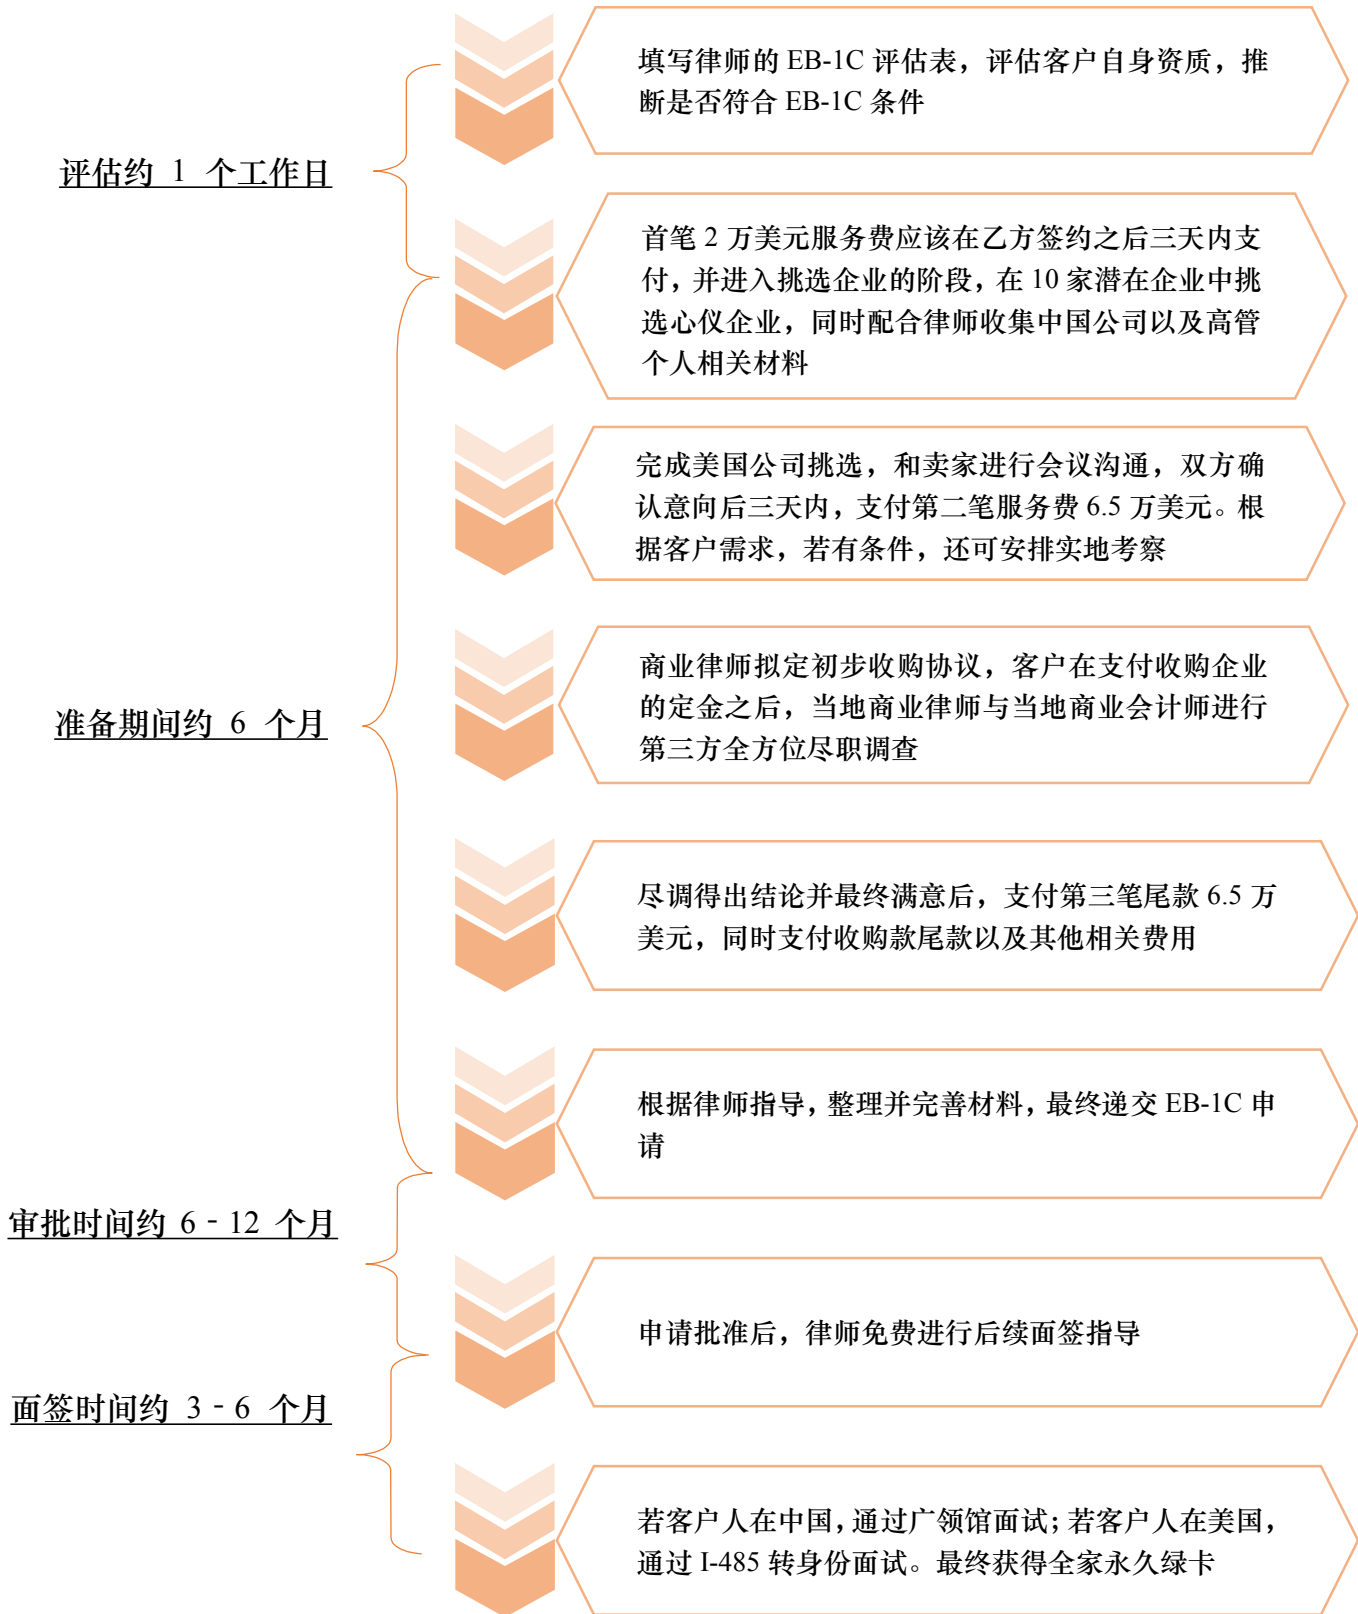 填写律师的 EB-1C 评估表，评估客户自身资质，推
断是否符合 EB-1C 条件
评估约 1 个工作日
首笔 2 万美元服务费应该在乙方签约之后三天内支
付，并进入挑选企业的阶段，在 10 家潜在企业中挑
选心仪企业，同时配合律师收集中国公司以及高管
个人相关材料
完成美国公司挑选，和卖家进行会议沟通，双方确
认意向后三天内，支付第二笔服务费 6.5 万美元。根
据客户需求，若有条件，还可安排实地考察
准备期间约 6 个月
商业律师拟定初步收购协议，客户在支付收购企业
的定金之后，当地商业律师与当地商业会计师进行
第三方全方位尽职调查
尽调得出结论并最终满意后，支付第三笔尾款 6.5 万
美元，同时支付收购款尾款以及其他相关费用
根据律师指导，整理并完善材料，最终递交 EB-1C 申
请
审批时间约 6 - 12 个月
申请批准后，律师免费进行后续面签指导
面签时间约 3 - 6 个月
若客户人在中国，通过广领馆面试；若客户人在美国，
通过 I-485 转身份面试。最终获得全家永久绿卡